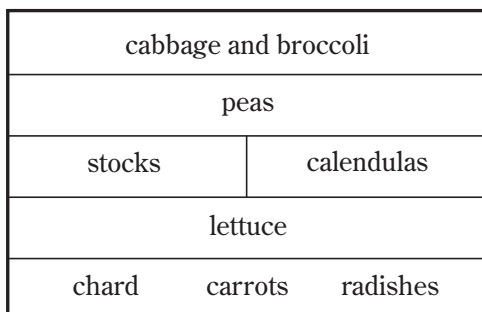 cabbage and broccoli
peas
stocks calendulas
lettuce
chard carrots radishes